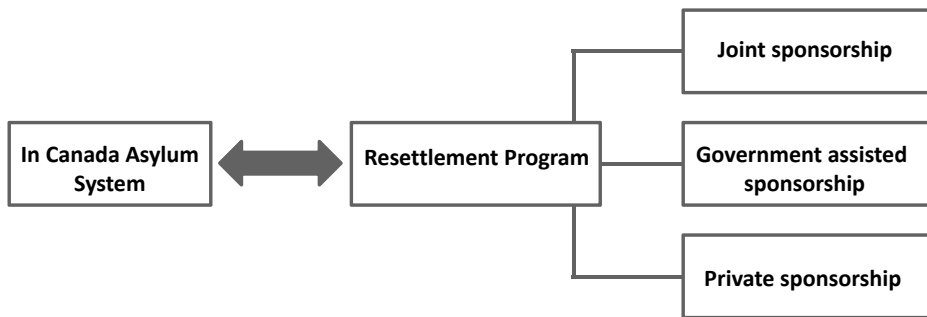 In Canada Asylum
System
Resettlement Program
Joint sponsorship
Government assisted
sponsorship
Private sponsorship